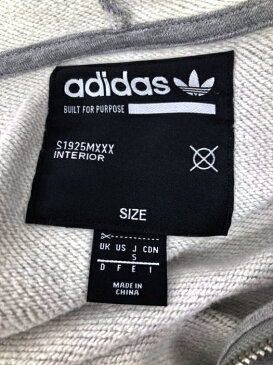 adidas
BUILT FOR PURPOSE
S1925MXXX
INTERIOR
SIZE
UK US J CDN
S
D F E I
MADE IN
CHINA